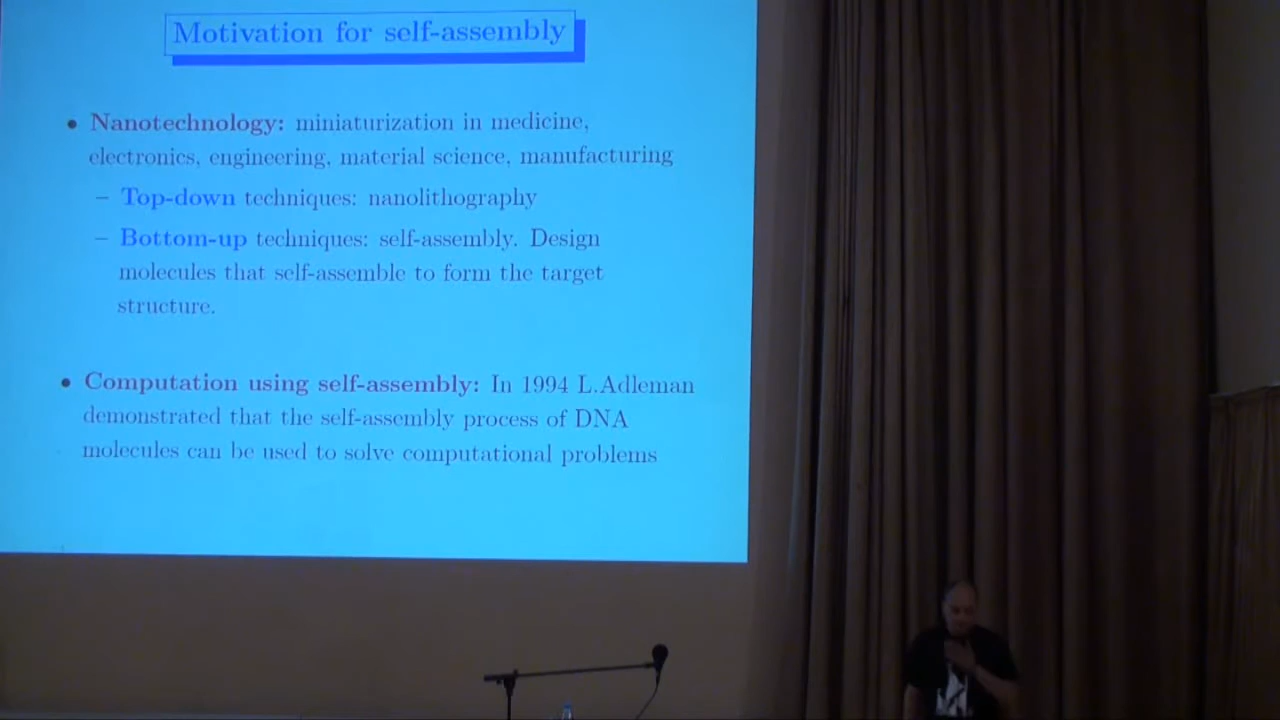 Motivation for self-assembly
• Nanotechnology: miniaturization in medicine,
electronics, engineering, material science, manufacturing
– Top-down techniques: nanolithography
– Bottom-up techniques: self-assembly. Design
molecules that self-assemble to form the target
structure.
• Computation using self-assembly: In 1994 L.Adleman
demonstrated that the self-assembly process of DNA
molecules can be used to solve computational problems